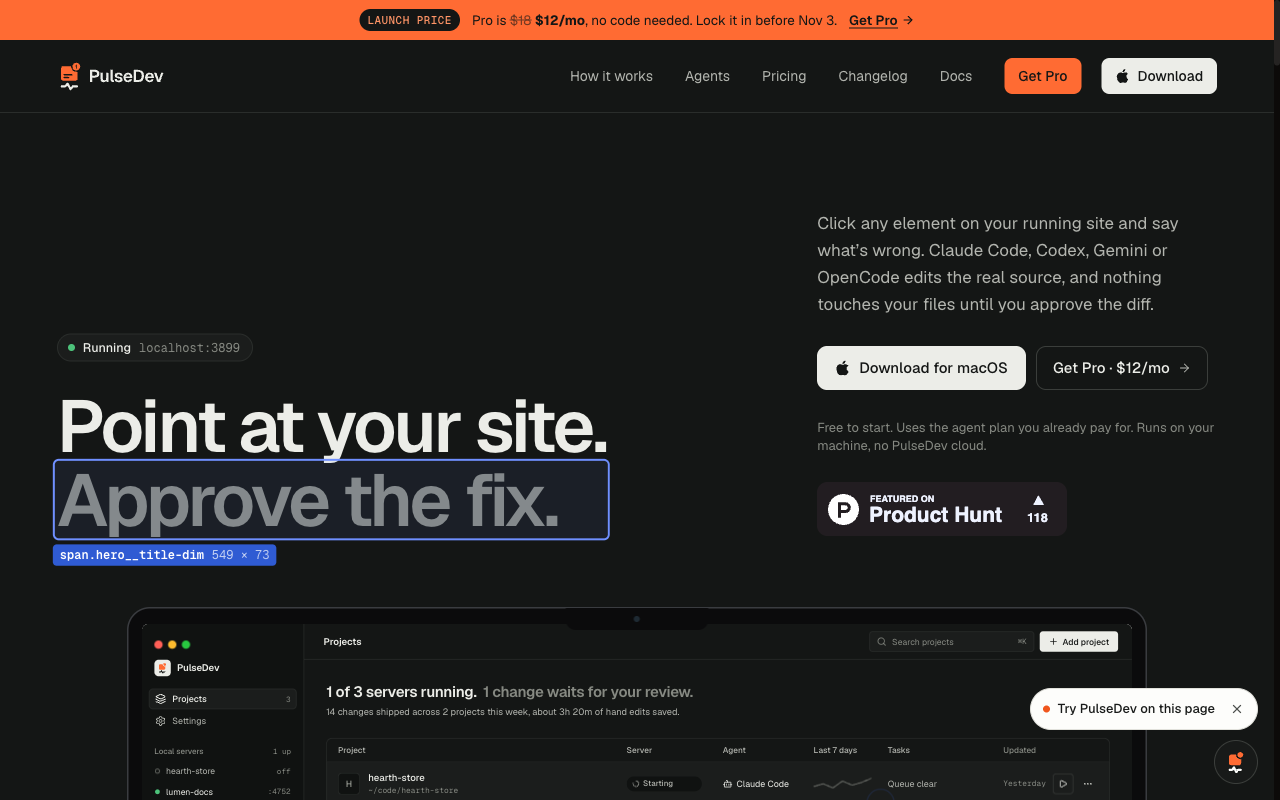 LAUNCH PRICE Pro is $18 $12/mo, no code needed. Lock it in before Nov 3. Get Pro →
PulseDev How it works Agents Pricing Changelog Docs Get Pro Download
Click any element on your running site and say
what's wrong. Claude Code, Codex, Gemini or
OpenCode edits the real source, and nothing
touches your files until you approve the diff.
Running localhost:3899
Download for macOS Get Pro · $12/mo →
Point at your site.
Approve the fix.
span.hero__title-dim 549 × 73
Free to start. Uses the agent plan you already pay for. Runs on your
machine, no PulseDev cloud.
P FEATURED ON
Product Hunt
▲
118
PulseDev
Projects 3
Settings
Local servers 1 up
hearth-store off
lumen-docs :4752
Projects Search projects ⌘K + Add project
1 of 3 servers running. 1 change waits for your review.
14 changes shipped across 2 projects this week, about 3h 20m of hand edits saved.
Project Server Agent Last 7 days Tasks Updated
H hearth-store Starting Claude Code Queue clear Yesterday
~/code/hearth-store
Try PulseDev on this page